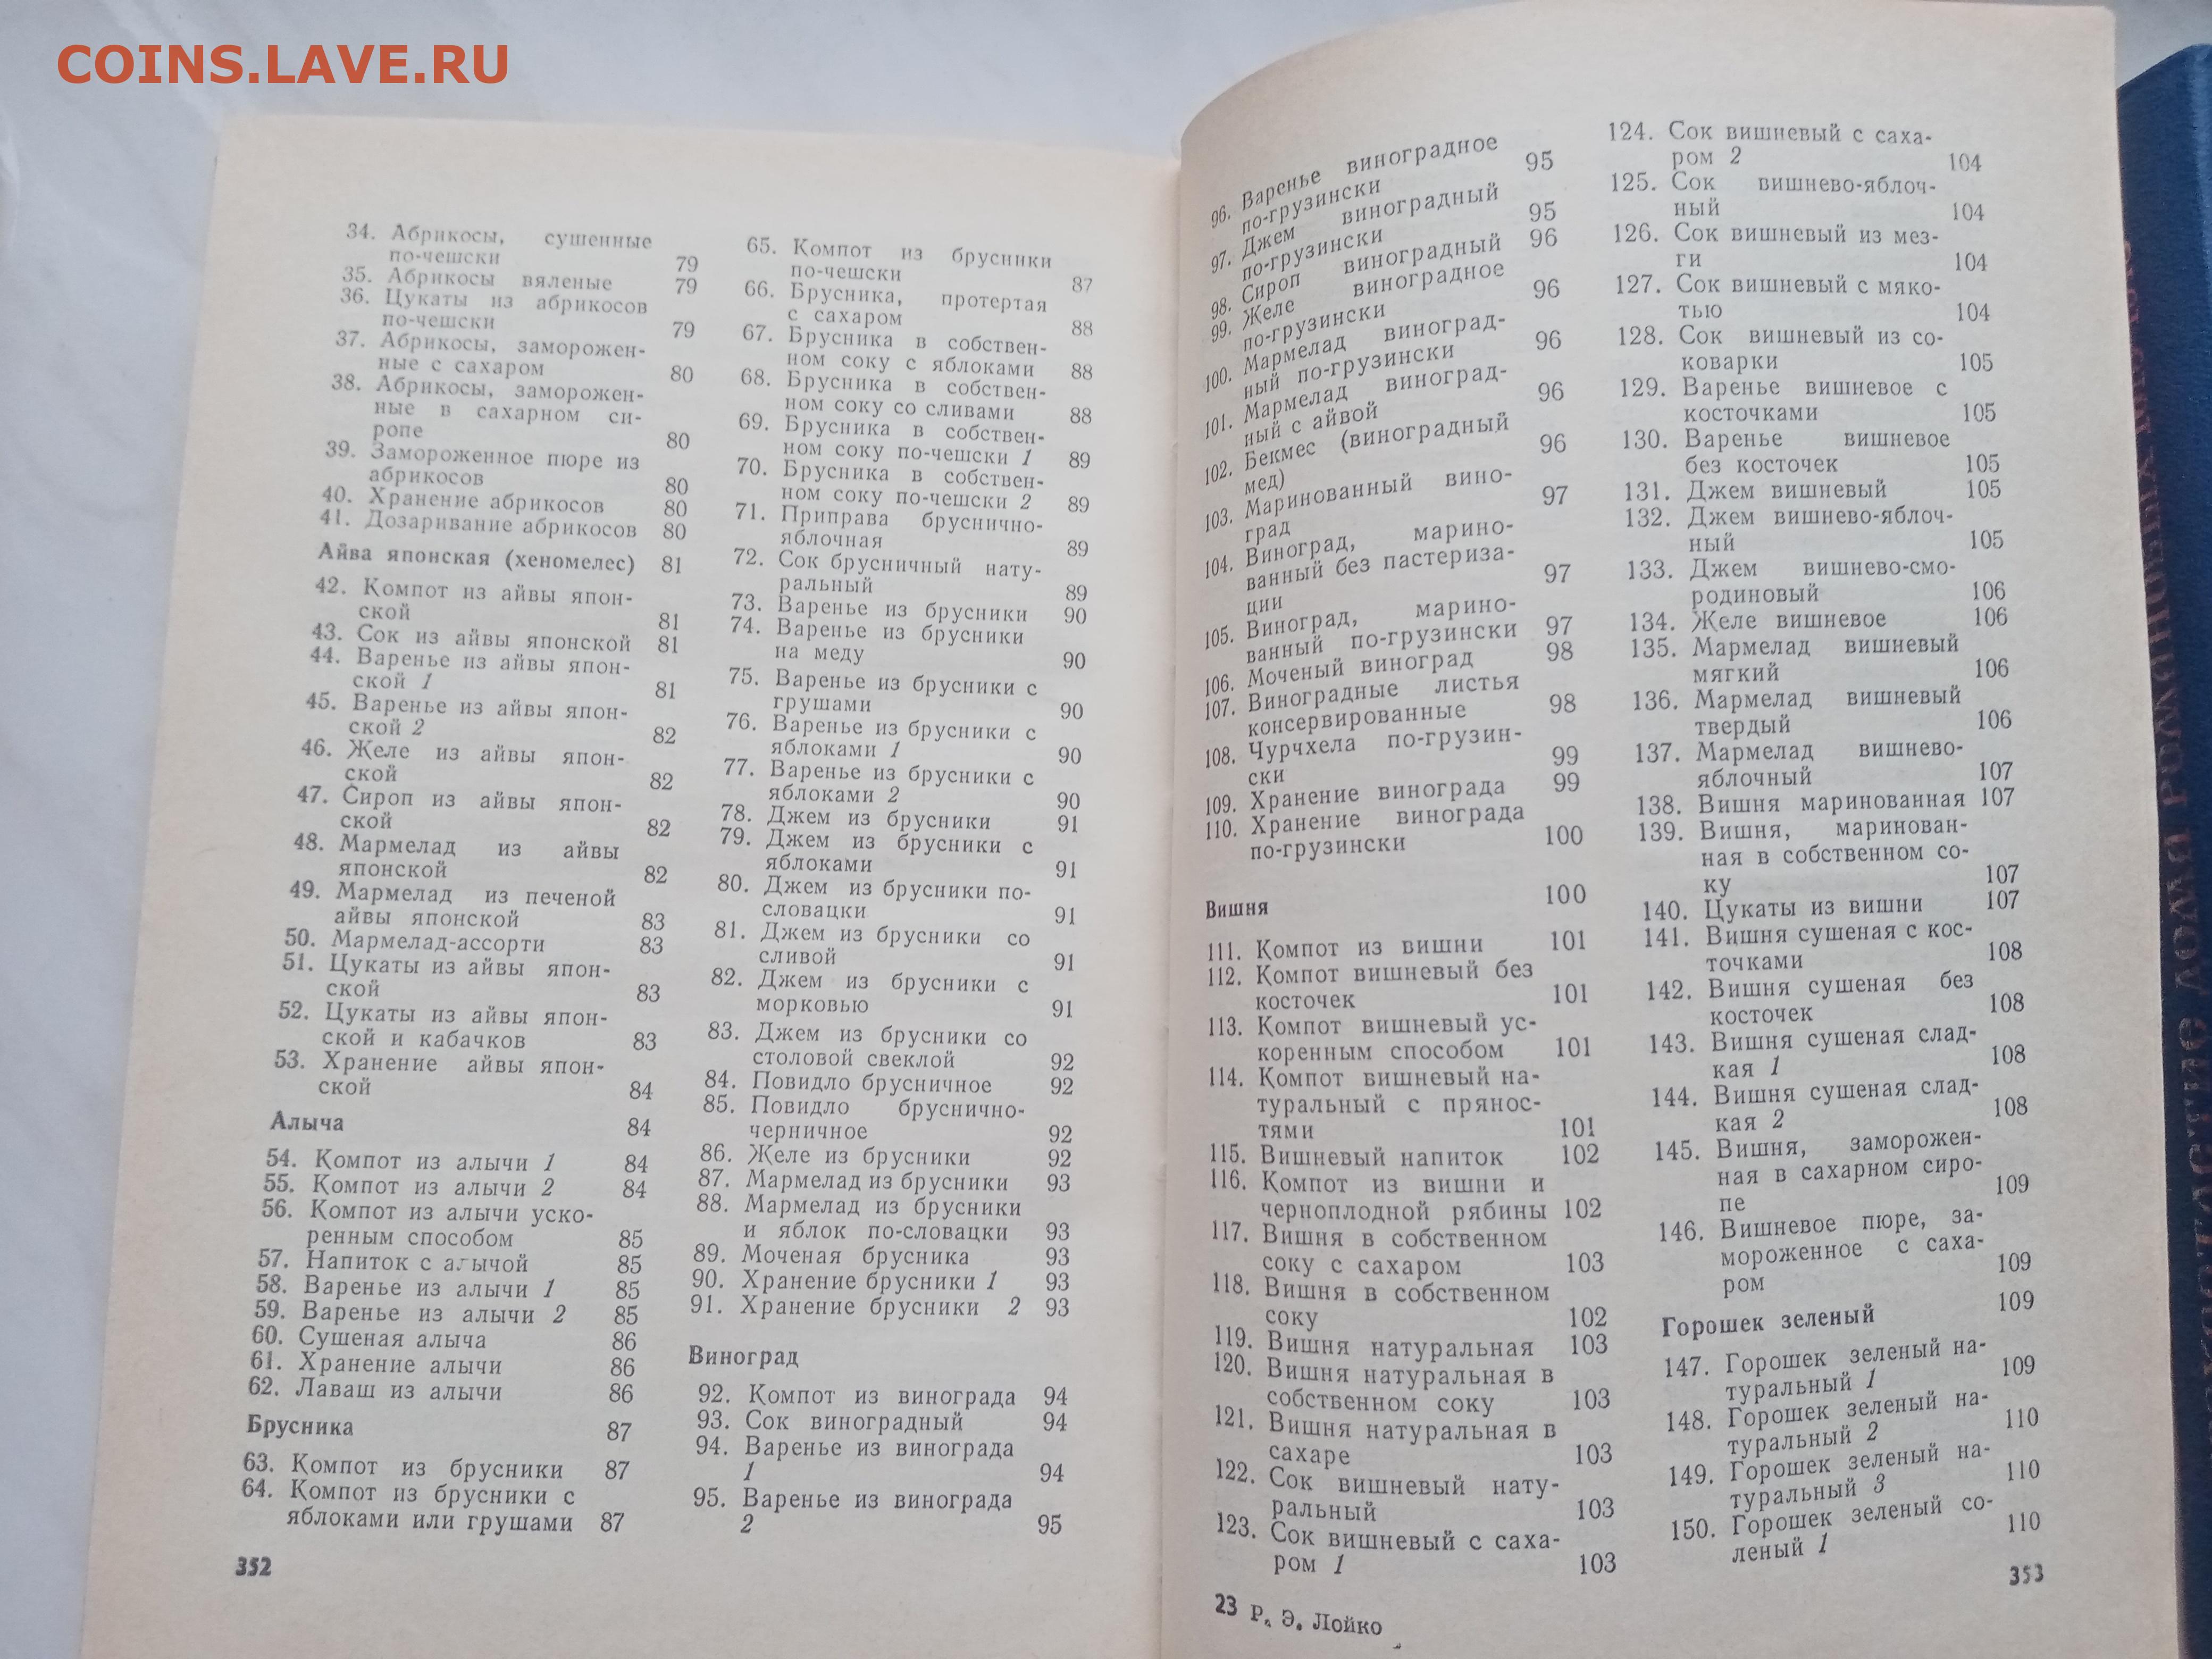 COINS.LAVE.RU
34. Абрикосы, сушенные
по-чешски 79
35. Абрикосы вяленые 79
36. Цукаты из абрикосов
по-чешски 79
37. Абрикосы, заморожен-
ные с сахаром 80
38. Абрикосы, заморожен-
ные в сахарном си-
ропе 80
39. Замороженное пюре из
абрикосов 80
40. Хранение абрикосов 80
41. Дозаривание абрикосов 80
Айва японская (хеномелес) 81
42. Компот из айвы япон-
ской 81
43. Сок из айвы японской 81
44. Варенье из айвы япон-
ской 1 81
45. Варенье из айвы япон-
ской 2 82
46. Желе из айвы япон-
ской 82
47. Сироп из айвы япон-
ской 82
48. Мармелад из айвы
японской 82
49. Мармелад из печеной
айвы японской 83
50. Мармелад-ассорти 83
51. Цукаты из айвы япон-
ской 83
52. Цукаты из айвы япон-
ской и кабачков 83
53. Хранение айвы япон-
ской 84
Алыча 84
54. Компот из алычи 1 84
55. Компот из алычи 2 84
56. Компот из алычи уско-
ренным способом 85
57. Напиток с алычой 85
58. Варенье из алычи 1 85
59. Варенье из алычи 2 85
60. Сушеная алыча 86
61. Хранение алычи 86
62. Лаваш из алычи 86
Брусника 87
63. Компот из брусники 87
64. Компот из брусники с
яблоками или грушами 87
352
65. Компот из брусники
по-чешски 87
66. Брусника, протертая
с сахаром 88
67. Брусника в собствен-
ном соку с яблоками 88
68. Брусника в собствен-
ном соку со сливами 88
69. Брусника в собствен-
ном соку по-чешски 1 89
70. Брусника в собствен-
ном соку по-чешски 2 89
71. Приправа бруснично-
яблочная 89
72. Сок брусничный нату-
ральный 89
73. Варенье из брусники 90
74. Варенье из брусники
на меду 90
75. Варенье из брусники с
грушами 90
76. Варенье из брусники с
яблоками 1 90
77. Варенье из брусники с
яблоками 2 90
78. Джем из брусники 91
79. Джем из брусники с
яблоками 91
80. Джем из брусники по-
словацки 91
81. Джем из брусники со
сливой 91
82. Джем из брусники с
морковью 91
83. Джем из брусники со
столовой свеклой 92
84. Повидло брусничное 92
85. Повидло бруснично-
черничное 92
86. Желе из брусники 92
87. Мармелад из брусники 93
88. Мармелад из брусники
и яблок по-словацки 93
89. Моченая брусника 93
90. Хранение брусники 1 93
91. Хранение брусники 2 93
Виноград
92. Компот из винограда 94
93. Сок виноградный 94
94. Варенье из винограда
1 94
95. Варенье из винограда
2 95
96. Варенье виноградное
по-грузински 95
97. Джем виноградный
по-грузински 95
98. Сироп виноградный 96
99. Желе виноградное
по-грузински 96
100. Мармелад виноград-
ный по-грузински 96
101. Мармелад виноград-
ный с айвой 96
102. Бекмес (виноградный
мед) 96
103. Маринованный вино-
град 97
104. Виноград, марино-
ванный без пастериза-
ции 97
105. Виноград, марино-
ванный по-грузински 97
106. Моченый виноград 98
107. Виноградные листья
консервированные 98
108. Чурчхела по-грузин-
ски 99
109. Хранение винограда 99
110. Хранение винограда
по-грузински 100
Вишня 100
111. Компот из вишни 101
112. Компот вишневый без
косточек 101
113. Компот вишневый ус-
коренным способом 101
114. Компот вишневый на-
туральный с прянос-
тями 101
115. Вишневый напиток 102
116. Компот из вишни и
черноплодной рябины 102
117. Вишня в собственном
соку с сахаром 103
118. Вишня в собственном
соку 102
119. Вишня натуральная 103
120. Вишня натуральная в
собственном соку 103
121. Вишня натуральная в
сахаре 103
122. Сок вишневый нату-
ральный 103
123. Сок вишневый с саха-
ром 1 103
23 Р. Э. Лойко
124. Сок вишневый с саха-
ром 2 104
125. Сок вишнево-яблоч-
ный 104
126. Сок вишневый из мез-
ги 104
127. Сок вишневый с мяко-
тью 104
128. Сок вишневый из со-
коварки 105
129. Варенье вишневое с
косточками 105
130. Варенье вишневое
без косточек 105
131. Джем вишневый 105
132. Джем вишнево-яблоч-
ный 105
133. Джем вишнево-смо-
родиновый 106
134. Желе вишневое 106
135. Мармелад вишневый
мягкий 106
136. Мармелад вишневый
твердый 106
137. Мармелад вишнево-
яблочный 107
138. Вишня маринованная 107
139. Вишня, маринован-
ная в собственном со-
ку 107
140. Цукаты из вишни 107
141. Вишня сушеная с кос-
точками 108
142. Вишня сушеная без
косточек 108
143. Вишня сушеная слад-
кая 1 108
144. Вишня сушеная слад-
кая 2 108
145. Вишня, заморожен-
ная в сахарном сиро-
пе 109
146. Вишневое пюре, за-
мороженное с саха-
ром 109
Горошек зеленый 109
147. Горошек зеленый на-
туральный 1 109
148. Горошек зеленый на-
туральный 2 110
149. Горошек зеленый на-
туральный 3 110
150. Горошек зеленый со-
леный 1 110
353